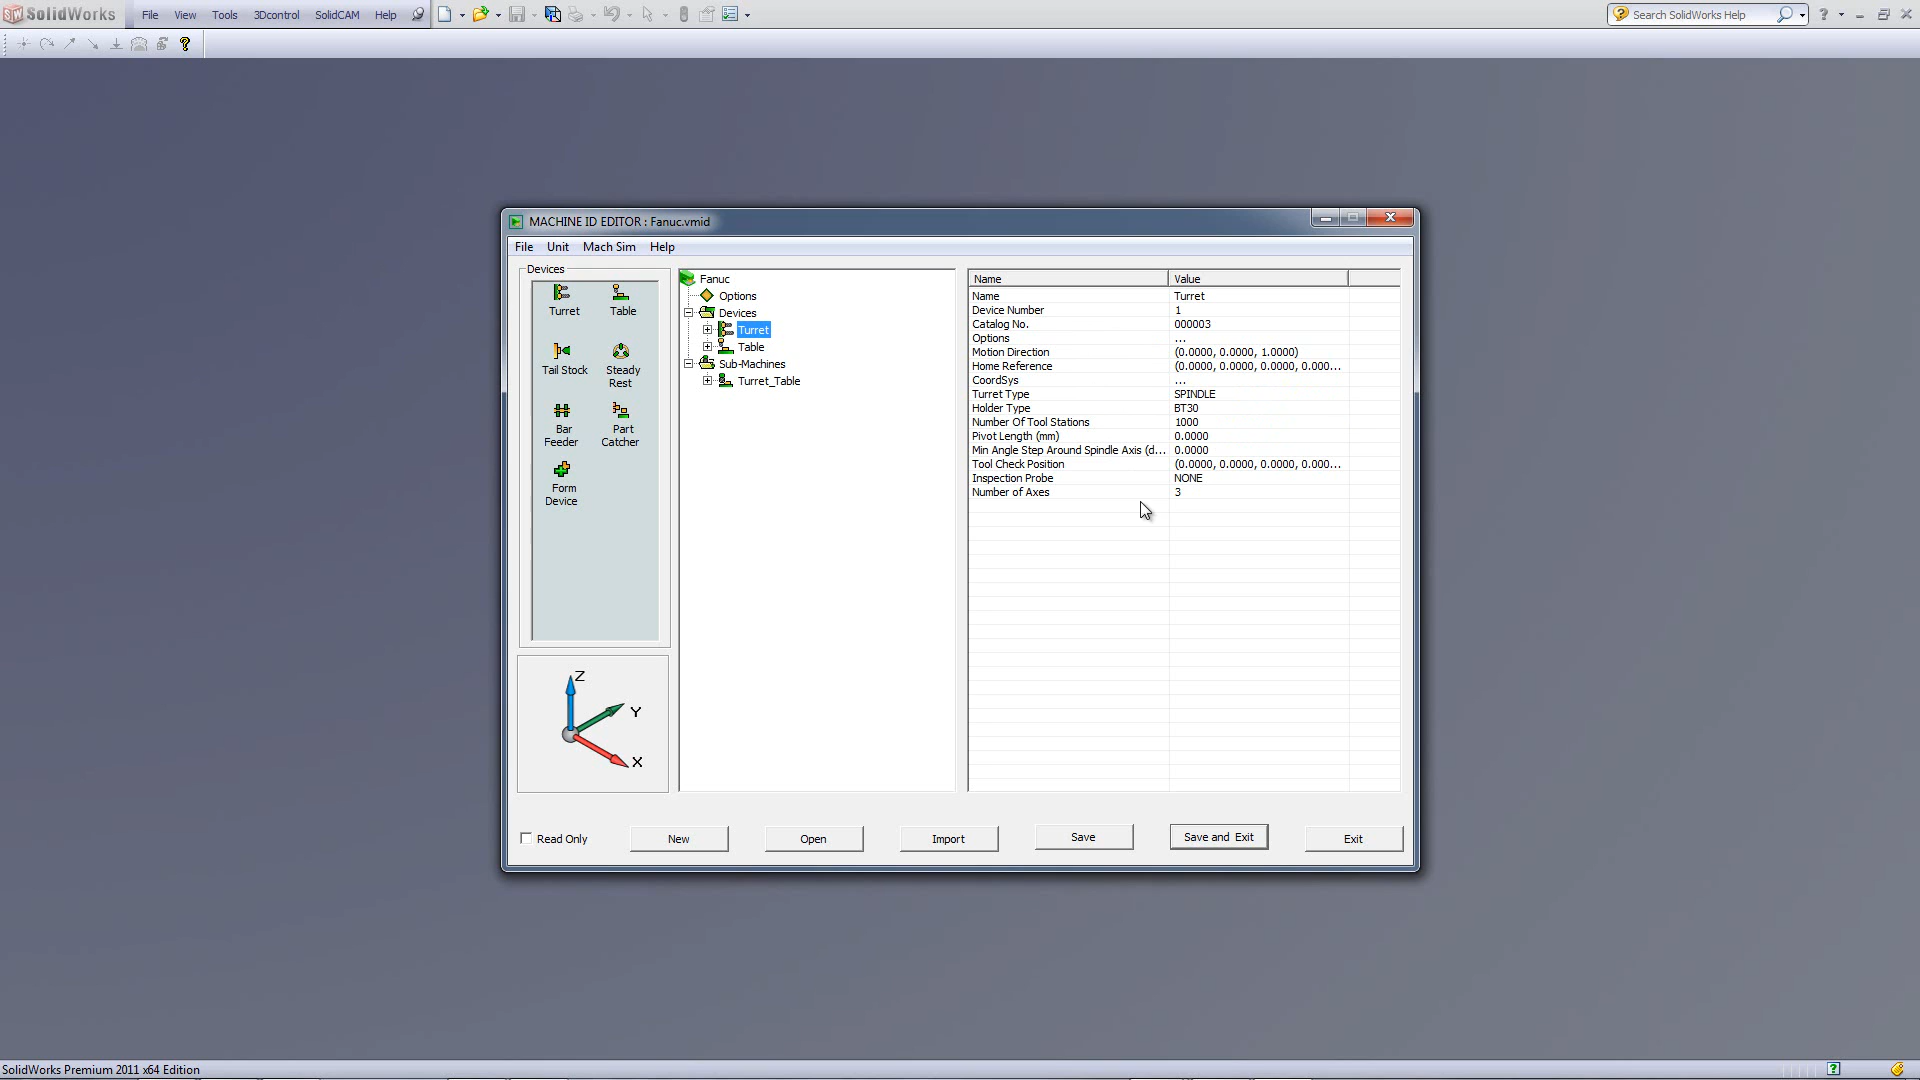 SolidWorks File View Tools 3Dcontrol SolidCAM Help Search SolidWorks Help
MACHINE ID EDITOR : Fanuc.vmid
File Unit Mach Sim Help
Devices
Turret Table
Tail Stock Steady
Rest
Bar Part
Feeder Catcher
Form
Device
Z
Y
X
Fanuc
Options
Devices
Turret
Table
Sub-Machines
Turret_Table
Name Value
Name Turret
Device Number 1
Catalog No. 000003
Options ...
Motion Direction (0.0000, 0.0000, 1.0000)
Home Reference (0.0000, 0.0000, 0.0000, 0.000...
CoordSys ...
Turret Type SPINDLE
Holder Type BT30
Number Of Tool Stations 1000
Pivot Length (mm) 0.0000
Min Angle Step Around Spindle Axis (d... 0.0000
Tool Check Position (0.0000, 0.0000, 0.0000, 0.000...
Inspection Probe NONE
Number of Axes 3
Read Only New Open Import Save Save and Exit Exit
SolidWorks Premium 2011 x64 Edition